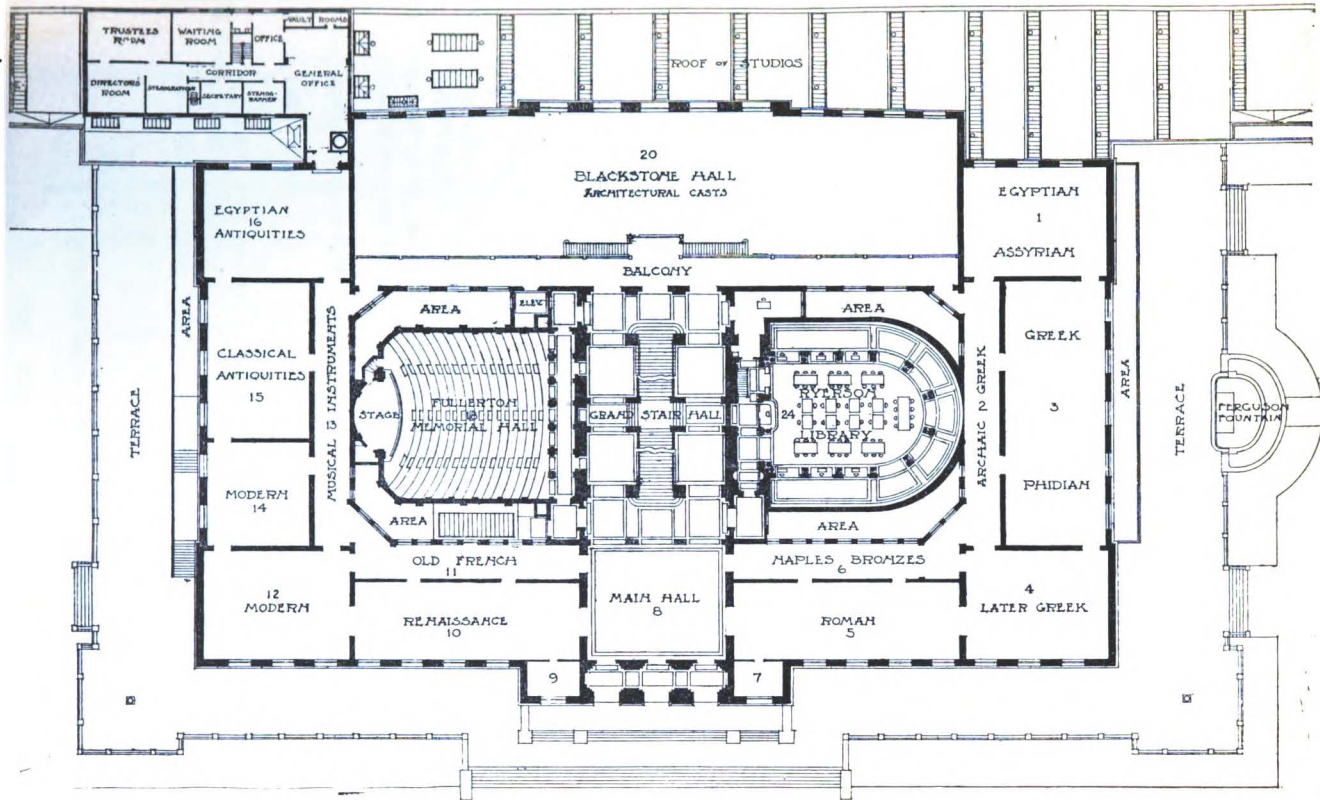 TRUSTEES
ROOM
WAITING
ROOM
OFFICE
VAULT ROOMS
CORRIDOR
GENERAL
OFFICE
DIRECTORS
ROOM
SECRETARY
ROOF OF STUDIOS
20
BLACKSTONE HALL
ARCHITECTURAL CASTS
EGYPTIAN
16
ANTIQUITIES
EGYPTIAN
1
ASSYRIAN
BALCONY
AREA
ELEV.
AREA
AREA
CLASSICAL
ANTIQUITIES
15
MUSICAL 13 INSTRUMENTS
STAGE
FULLERTON
18
MEMORIAL HALL
GRAND STAIR HALL
24
RYERSON
LIBRARY
ARCHAIC 2 GREEK
GREEK
3
PHIDIAN
AREA
TERRACE
TERRACE
FERGUSON
FOUNTAIN
MODERN
14
AREA
AREA
OLD FRENCH
11
NAPLES BRONZES
6
12
MODERN
RENAISSANCE
10
MAIN HALL
8
ROMAN
5
4
LATER GREEK
9
7